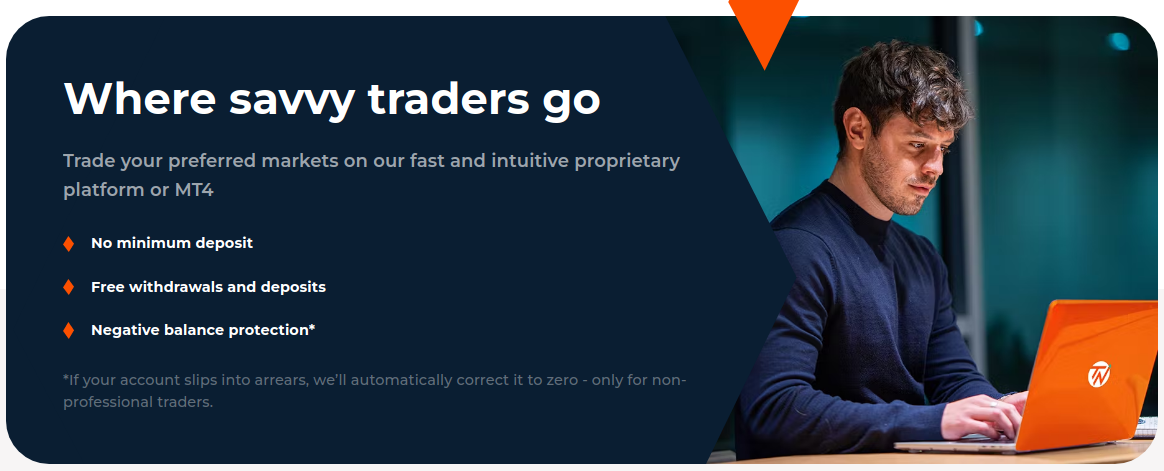 Where savvy traders go
Trade your preferred markets on our fast and intuitive proprietary
platform or MT4
No minimum deposit
Free withdrawals and deposits
Negative balance protection*
*If your account slips into arrears, we'll automatically correct it to zero - only for non-
professional traders.